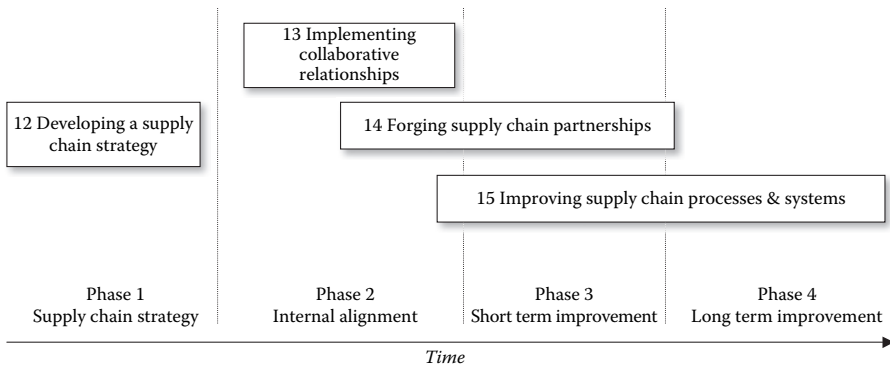 13 Implementing
collaborative
relationships
12 Developing a supply
chain strategy
14 Forging supply chain partnerships
15 Improving supply chain processes & systems
Phase 1
Supply chain strategy
Phase 2
Internal alignment
Phase 3
Short term improvement
Phase 4
Long term improvement
Time